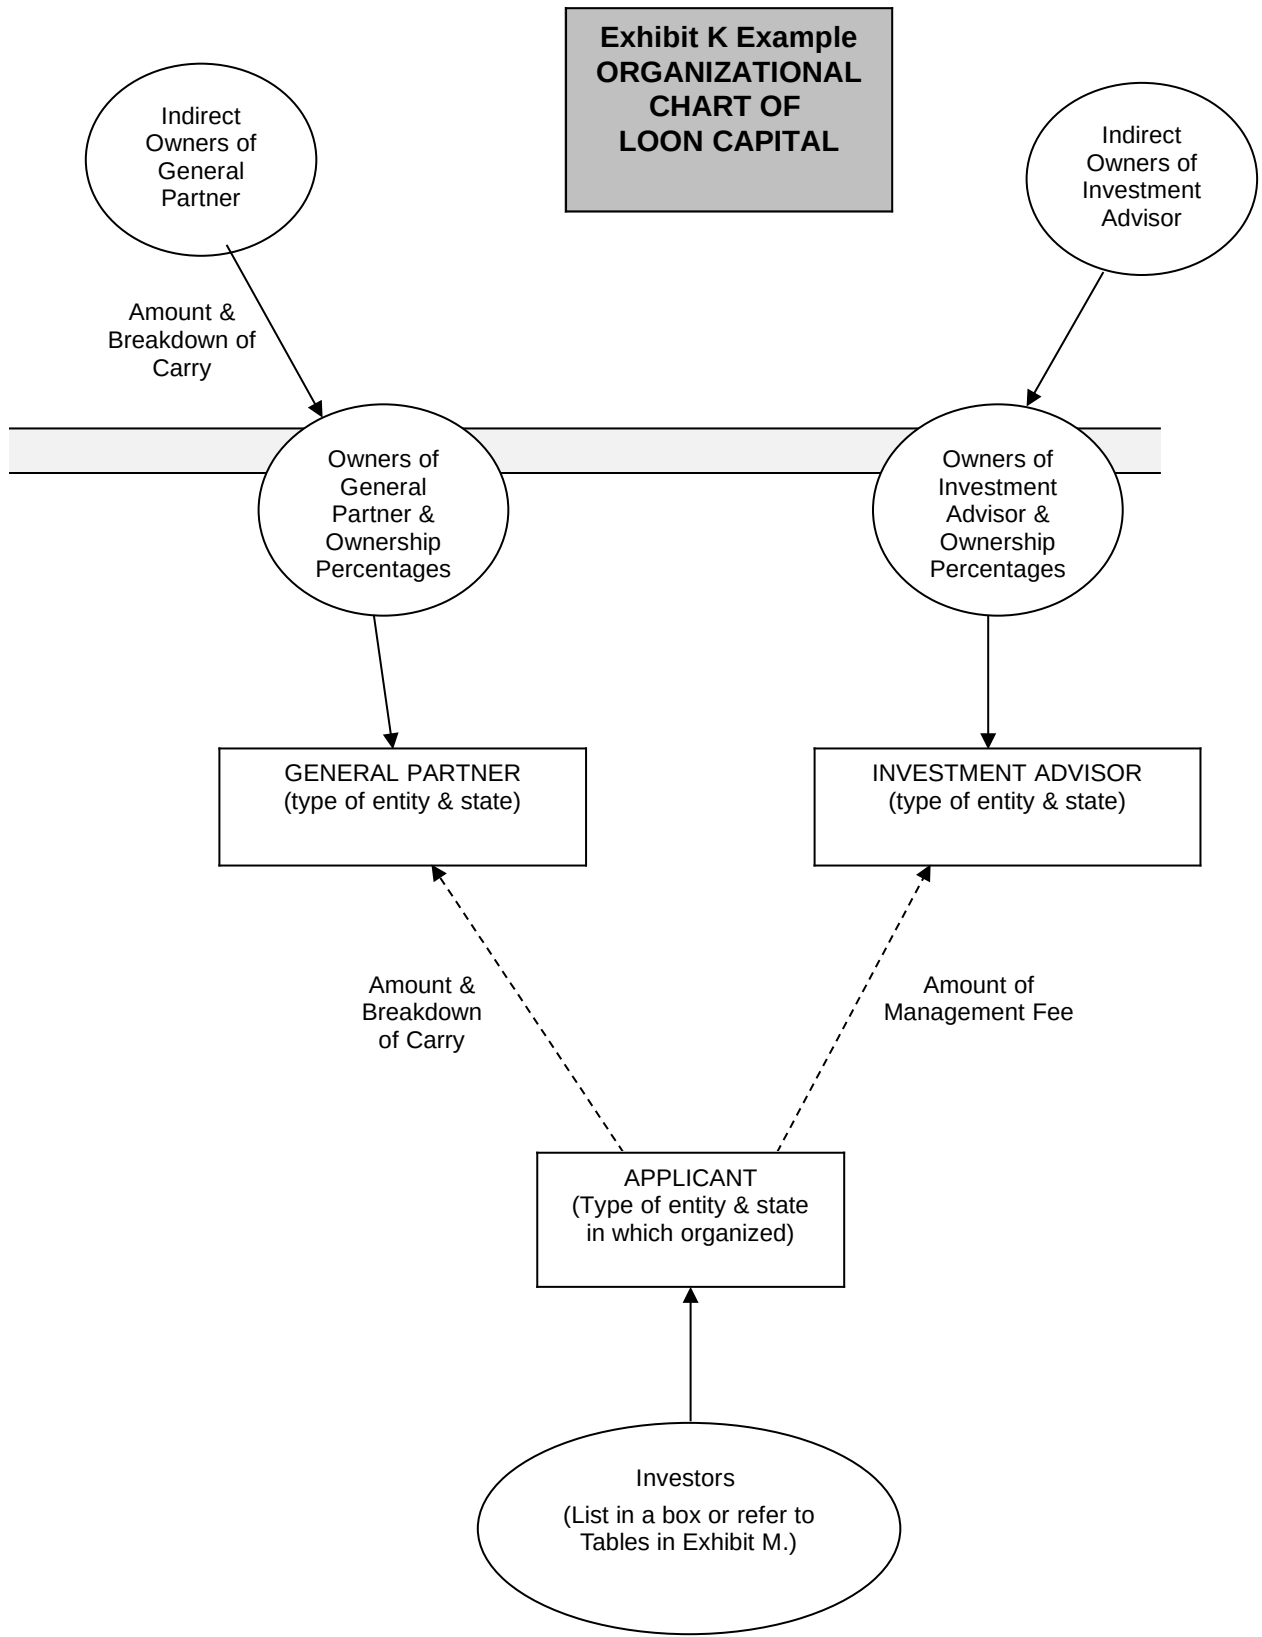 Exhibit K Example
ORGANIZATIONAL
CHART OF
LOON CAPITAL
Indirect
Owners of
General
Partner
Indirect
Owners of
Investment
Advisor
Amount &
Breakdown of
Carry
Owners of
General
Partner &
Ownership
Percentages
Owners of
Investment
Advisor &
Ownership
Percentages
GENERAL PARTNER
(type of entity & state)
INVESTMENT ADVISOR
(type of entity & state)
Amount &
Breakdown
of Carry
Amount of
Management Fee
APPLICANT
(Type of entity & state
in which organized)
Investors
(List in a box or refer to
Tables in Exhibit M.)